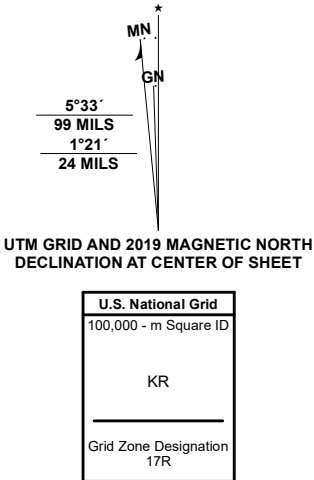 ★
MN
GN
5°33´
99 MILS
1°21´
24 MILS
UTM GRID AND 2019 MAGNETIC NORTH
DECLINATION AT CENTER OF SHEET
U.S. National Grid
100,000 - m Square ID
KR
Grid Zone Designation
17R